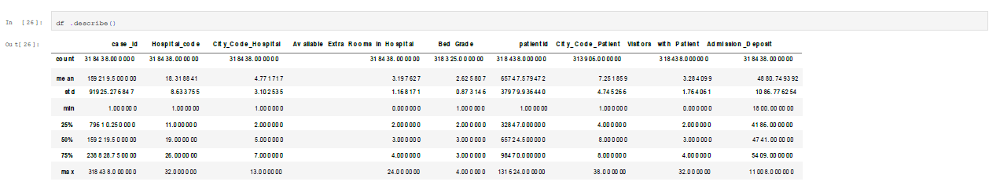 In [26]: df .describe()
Out[26]: case_id Hospital_code City_Code_Hospital Available Extra Rooms in Hospital Bed Grade patientid City_Code_Patient Visitors with Patient Admission_Deposit
count 318438.000000 318438.000000 318438.000000 318438.000000 318325.000000 318438.000000 313906.000000 318438.000000 318438.000000
mean 159219.500000 18.318841 4.771717 3.197627 2.625807 65747.579472 7.251859 3.284099 4880.749392
std 91925.276847 8.633755 3.102535 1.168171 0.873146 37979.936440 4.745266 1.764061 1086.776254
min 1.000000 1.000000 1.000000 0.000000 1.000000 1.000000 1.000000 0.000000 1800.000000
25% 79610.250000 11.000000 2.000000 2.000000 2.000000 32847.000000 4.000000 2.000000 4186.000000
50% 159219.500000 19.000000 5.000000 3.000000 3.000000 65724.500000 8.000000 3.000000 4741.000000
75% 238828.750000 26.000000 7.000000 4.000000 3.000000 98470.000000 8.000000 4.000000 5409.000000
max 318438.000000 32.000000 13.000000 24.000000 4.000000 131624.000000 38.000000 32.000000 11008.000000